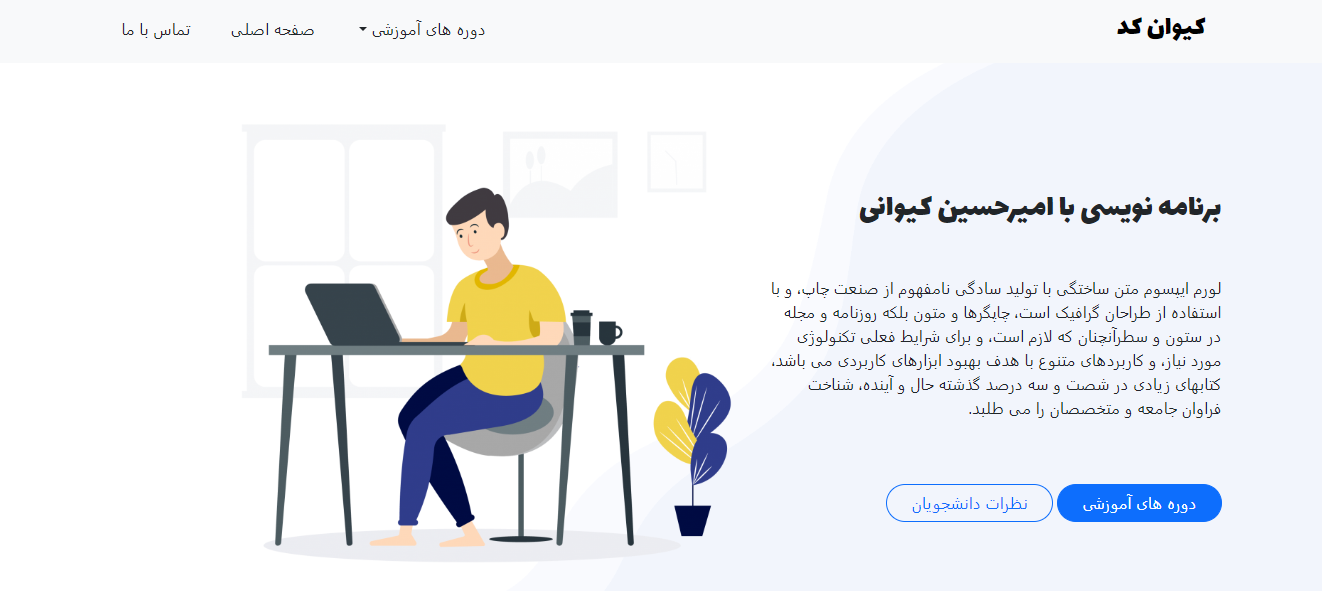 کیوان کد
دوره های آموزشی
صفحه اصلی
تماس با ما
برنامه نویسی با امیرحسین کیوانی
لورم ایپسوم متن ساختگی با تولید سادگی نامفهوم از صنعت چاپ، و با
استفاده از طراحان گرافیک است، چاپگرها و متون بلکه روزنامه و مجله
در ستون و سطرآنچنان که لازم است، و برای شرایط فعلی تکنولوژی
مورد نیاز، و کاربردهای متنوع با هدف بهبود ابزارهای کاربردی می باشد،
کتابهای زیادی در شصت و سه درصد گذشته حال و آینده، شناخت
فراوان جامعه و متخصصان را می طلبد.
دوره های آموزشی
نظرات دانشجویان